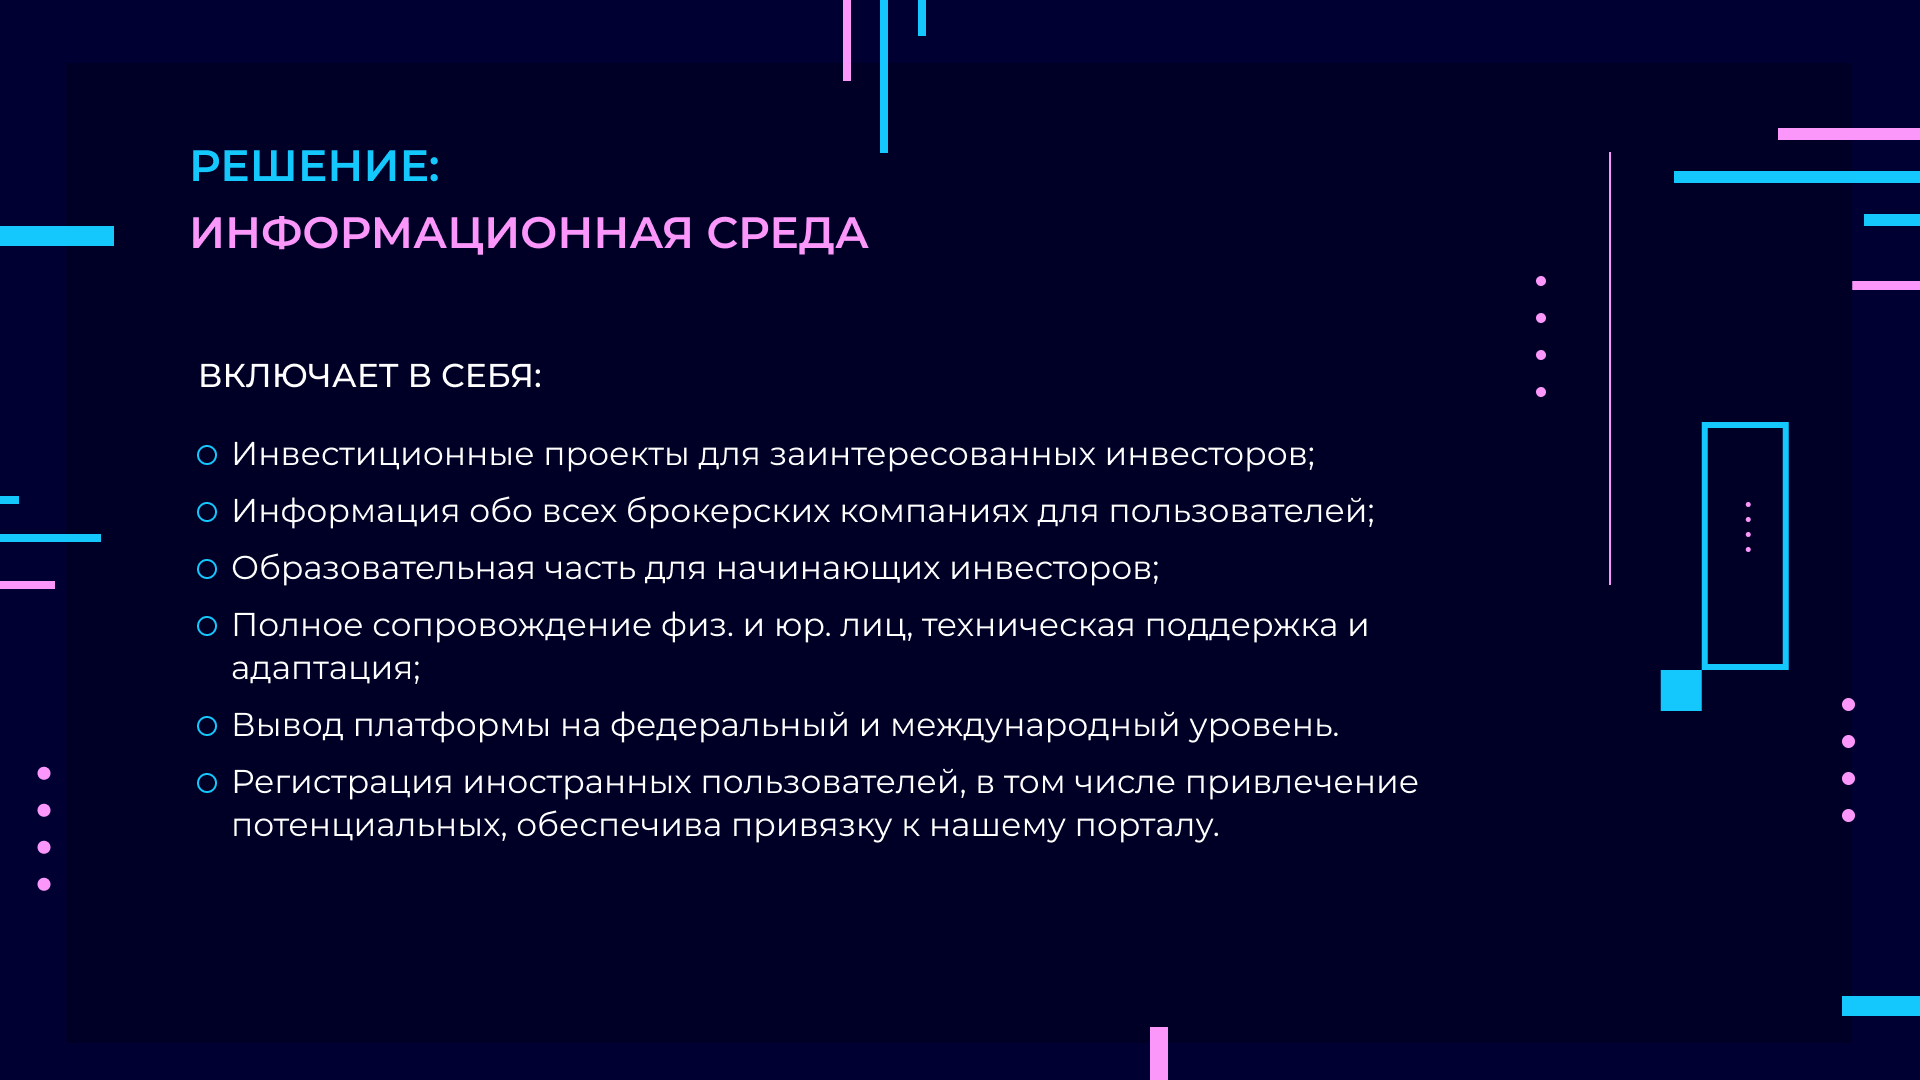 РЕШЕНИЕ:
ИНФОРМАЦИОННАЯ СРЕДА
ВКЛЮЧАЕТ В СЕБЯ:
Инвестиционные проекты для заинтересованных инвесторов;
Информация обо всех брокерских компаниях для пользователей;
Образовательная часть для начинающих инвесторов;
Полное сопровождение физ. и юр. лиц, техническая поддержка и
адаптация;
Вывод платформы на федеральный и международный уровень.
Регистрация иностранных пользователей, в том числе привлечение
потенциальных, обеспечива привязку к нашему порталу.